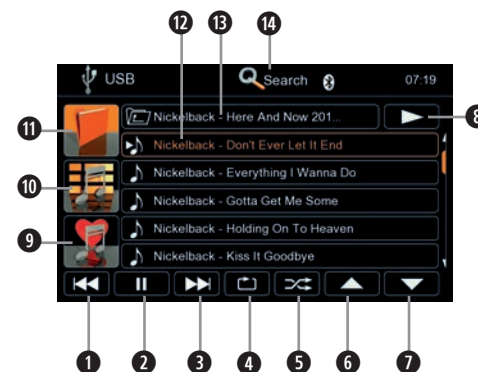 12 13 14
USB Search 07:19
11 Nickelback - Here And Now 201... 8
Nickelback - Don't Ever Let It End
10 Nickelback - Everything I Wanna Do
Nickelback - Gotta Get Me Some
9 Nickelback - Holding On To Heaven
Nickelback - Kiss It Goodbye
1 2 3 4 5 6 7